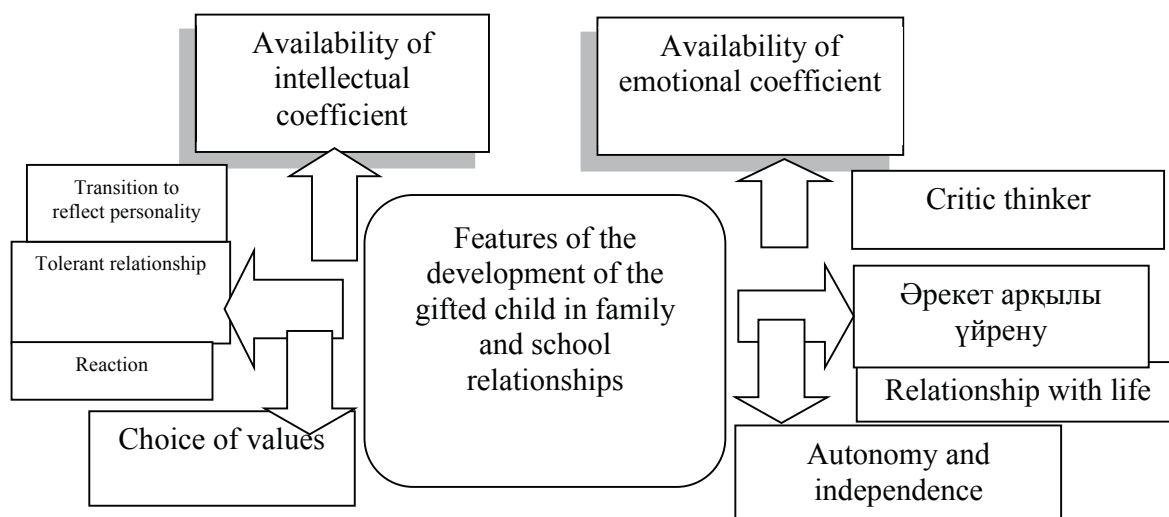 Availability of
intellectual
coefficient
Availability of
emotional coefficient
Transition to
reflect personality
Tolerant relationship
Reaction
Choice of values
Features of the
development of the
gifted child in family
and school
relationships
Critic thinker
Әрекет арқылы
үйрену
Relationship with life
Autonomy and
independence